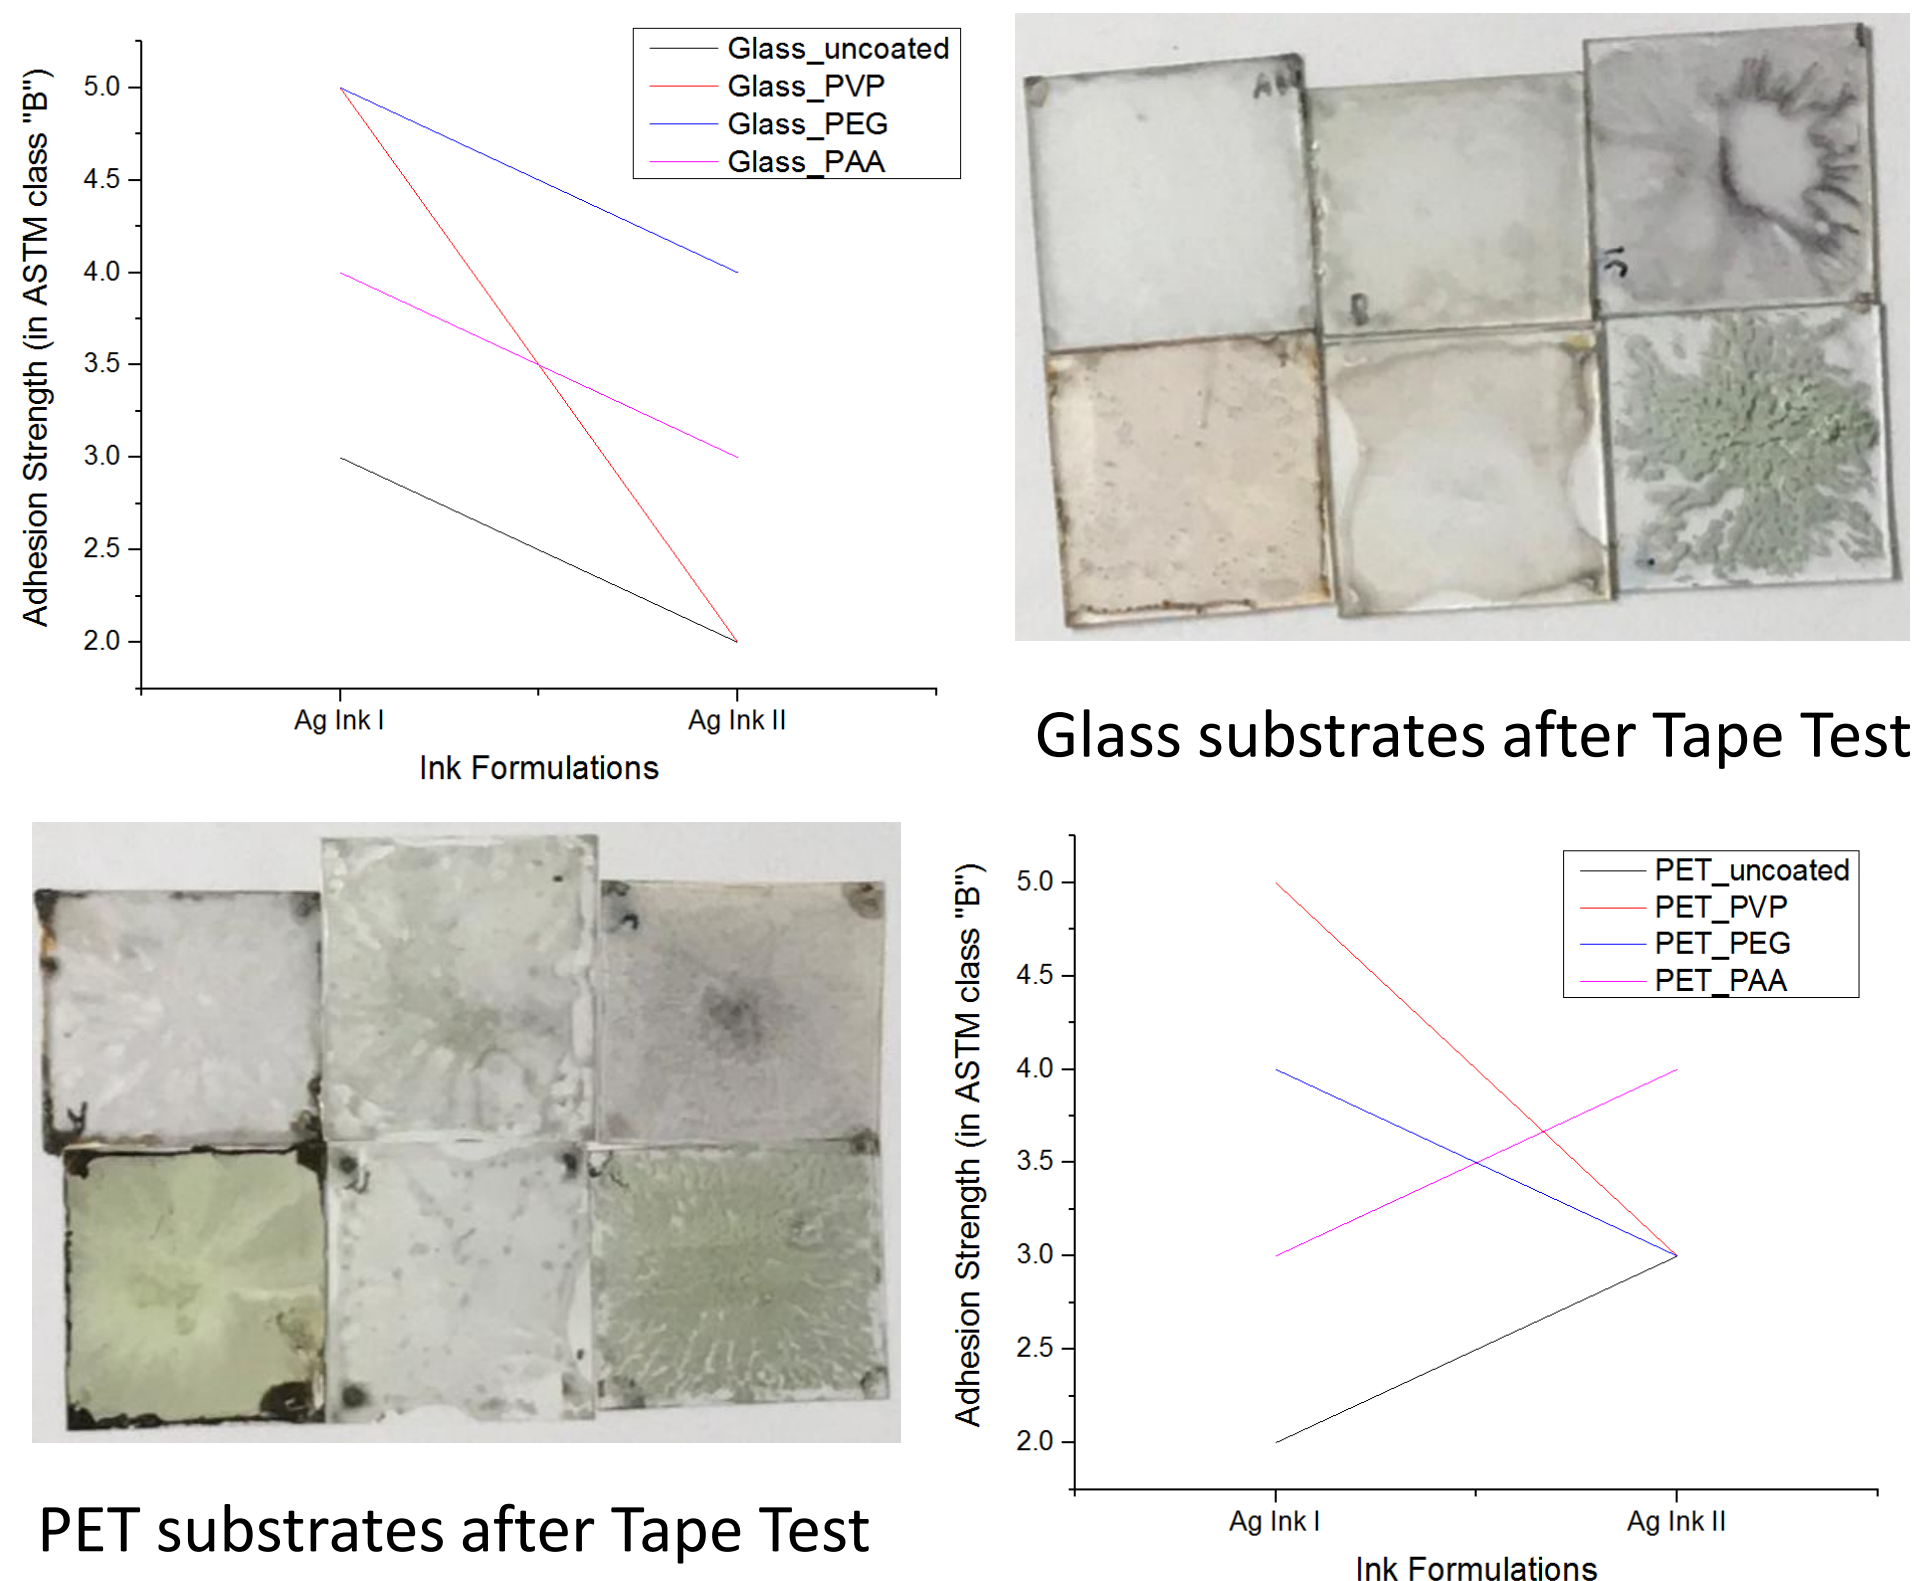 Glass_uncoated
Glass_PVP
Glass_PEG
Glass_PAA
Adhesion Strength (in ASTM class "B")
5.0
4.5
4.0
3.5
3.0
2.5
2.0
Ag Ink I
Ag Ink II
Ink Formulations
Glass substrates after Tape Test
PET substrates after Tape Test
PET_uncoated
PET_PVP
PET_PEG
PET_PAA
Adhesion Strength (in ASTM class "B")
5.0
4.5
4.0
3.5
3.0
2.5
2.0
Ag Ink I
Ag Ink II
Ink Formulations